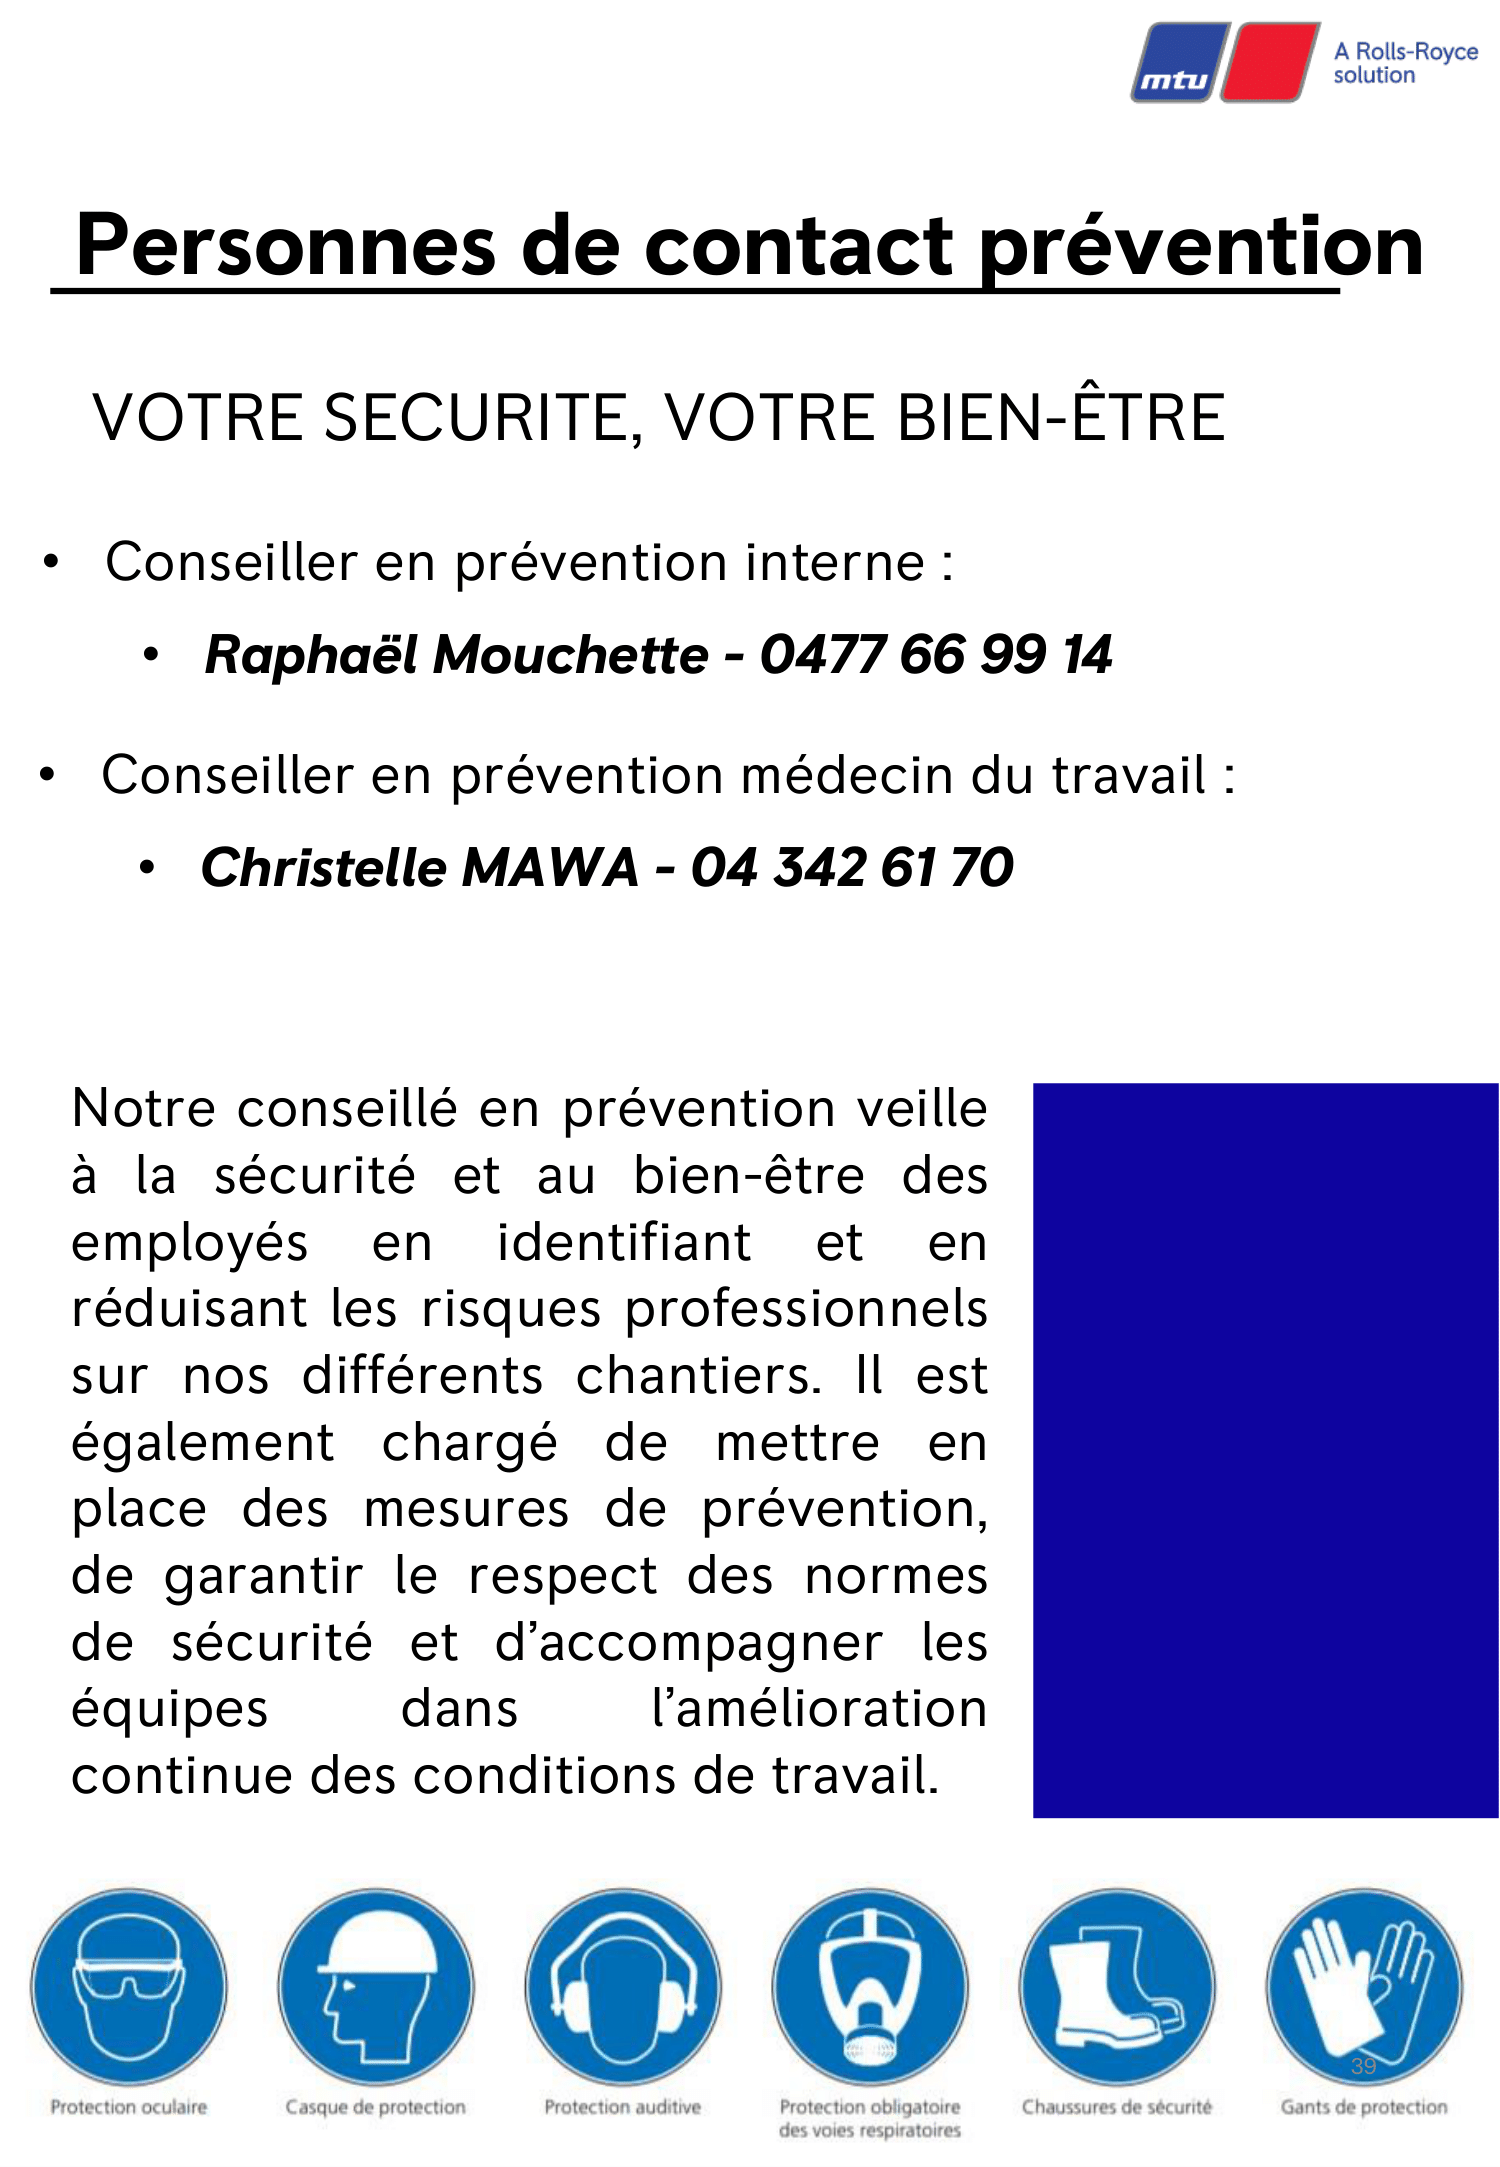 mtu
A Rolls-Royce
solution
Personnes de contact prévention
VOTRE SECURITE, VOTRE BIEN-ÊTRE
• Conseiller en prévention interne :
• Raphaël Mouchette - 0477 66 99 14
• Conseiller en prévention médecin du travail :
• Christelle MAWA - 04 342 61 70
Notre conseillé en prévention veille
à la sécurité et au bien-être des
employés en identifiant et en
réduisant les risques professionnels
sur nos différents chantiers. Il est
également chargé de mettre en
place des mesures de prévention,
de garantir le respect des normes
de sécurité et d’accompagner les
équipes dans l’amélioration
continue des conditions de travail.
39
Protection oculaire
Casque de protection
Protection auditive
Protection obligatoire
des voies respiratoires
Chaussures de sécurité
Gants de protection